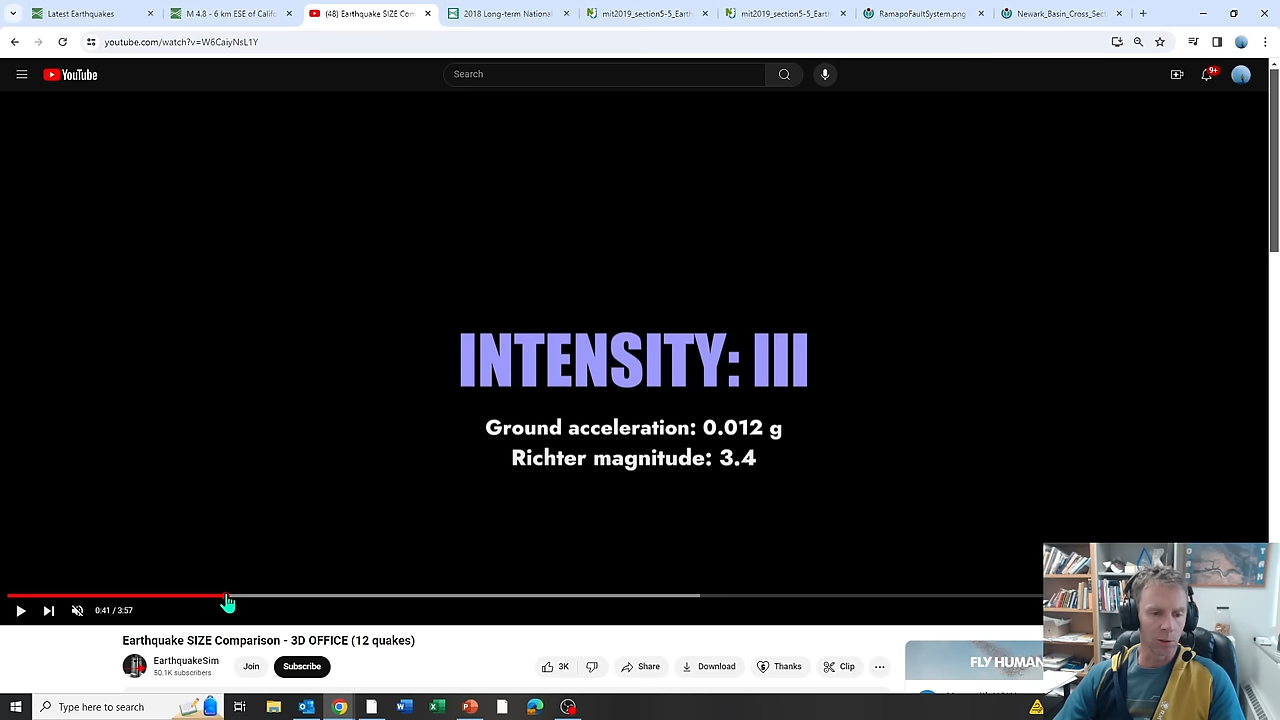 Latest Earthquakes
M 4.8 - 6 km ESE of Califo
(48) Earthquake SIZE Com
2018 Long-term National
mit2019_section5-5_Earth
mit2019_section5-5_Earth
RamapoFaultSystem.png
Newark_Basin_Cross_Sect
youtube.com/watch?v=W6CaiyNsL1Y
YouTube
Search
9+
INTENSITY: III
Ground acceleration: 0.012 g
Richter magnitude: 3.4
0:41 / 3:57
Earthquake SIZE Comparison - 3D OFFICE (12 quakes)
EarthquakeSim
50.1K subscribers
Join
Subscribe
3K
Share
Download
Thanks
Clip
FLY HUMAN
Type here to search